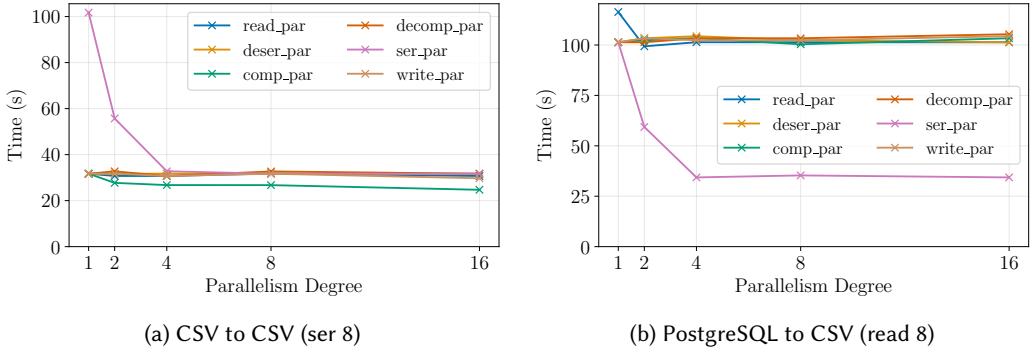 100
80
60
40
20
0
Time (s)
read_par
deser_par
comp_par
decomp_par
ser_par
write_par
1 2 4 8 16
Parallelism Degree
(a) CSV to CSV (ser 8)
100
75
50
25
0
Time (s)
read_par
deser_par
comp_par
decomp_par
ser_par
write_par
1 2 4 8 16
Parallelism Degree
(b) PostgreSQL to CSV (read 8)